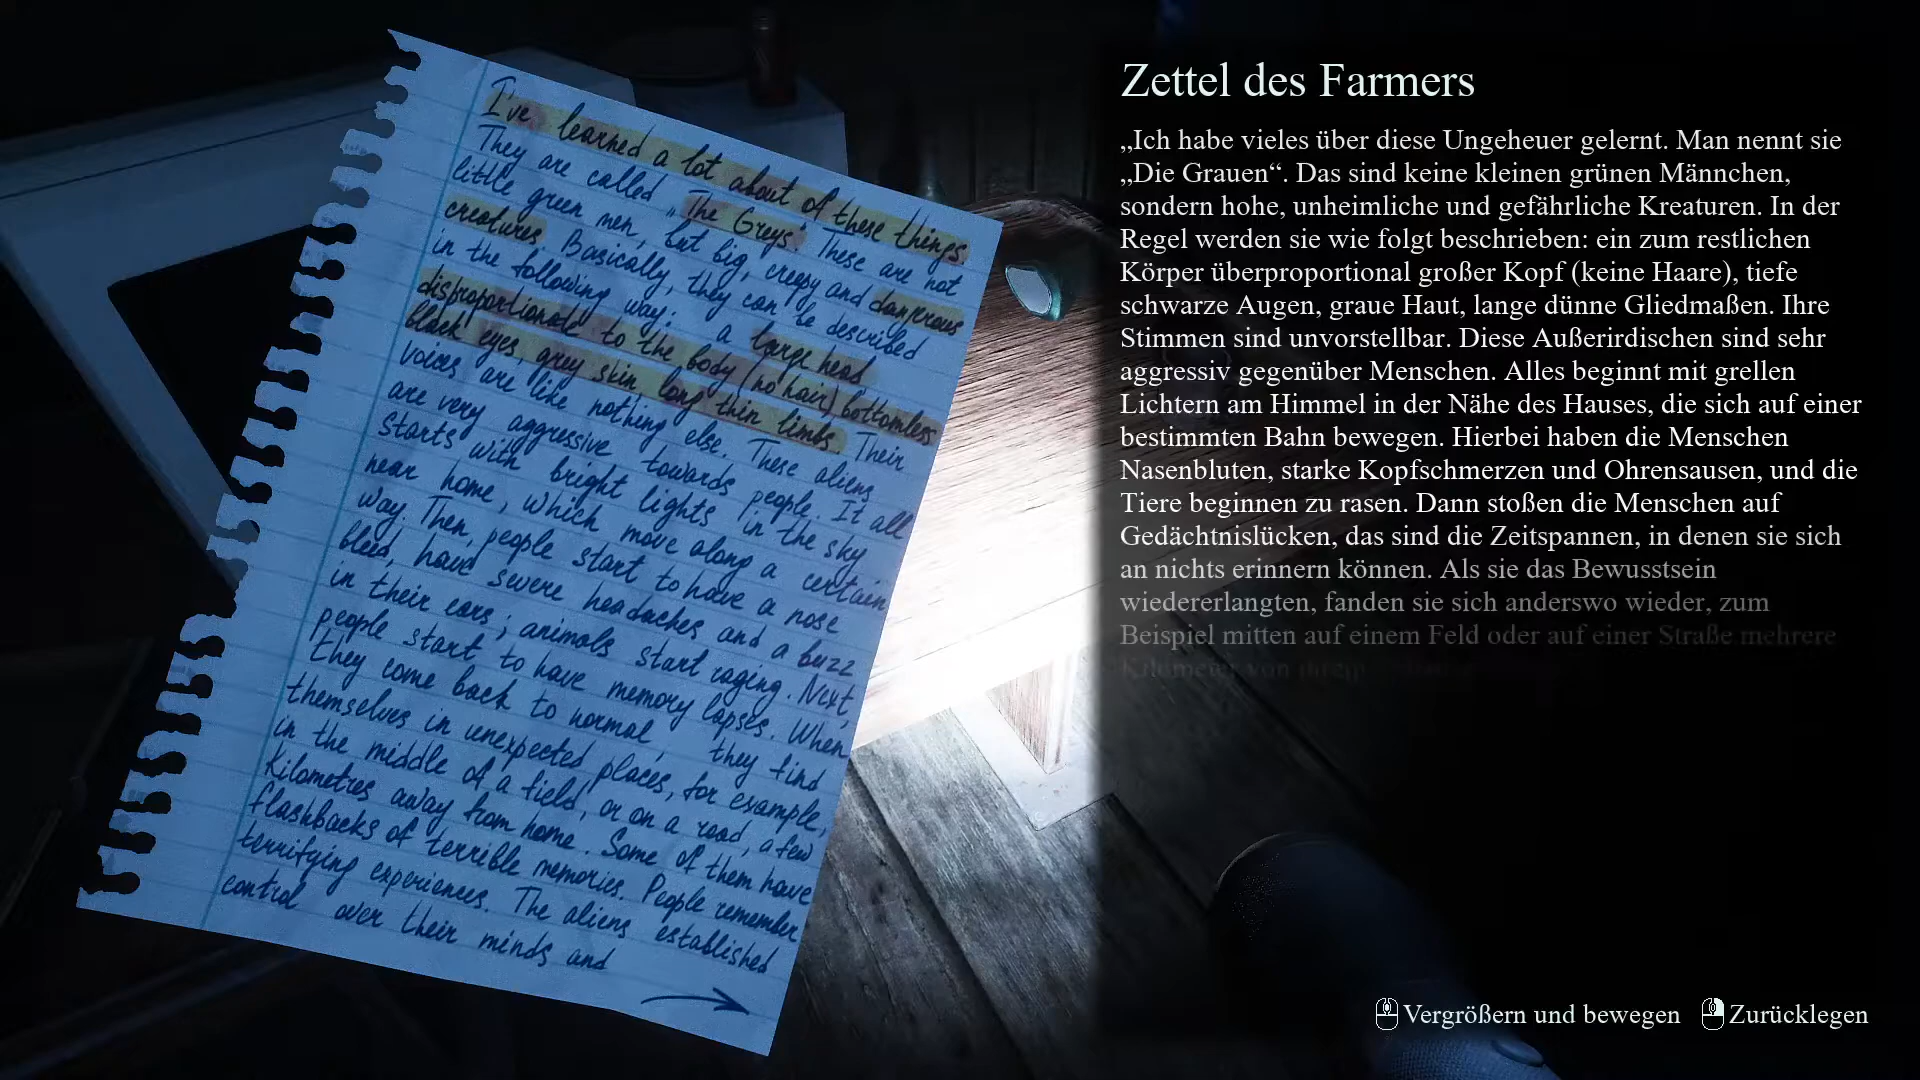 I've learned a lot about of these things.
They are called „The Greys". These are not
little green men, but big, creepy and dangerous
creatures. Basically, they can be described
in the following way: a large head
disproportionate to the body (no hair) bottomless
black eyes, grey skin, long thin limbs. Their
voices are like nothing else. These aliens
are very aggressive towards people. It all
starts with bright lights in the sky
near home, which move along a certain
way. Then, people start to have a nose
bleed, have severe headaches and a buzz
in their ears; animals start raging. Next,
people start to have memory lapses. When
they come back to normal they find
themselves in unexpected places, for example,
in the middle of a field, or on a road, a few
kilometres away from home. Some of them have
flashbacks of terrible memories. People remember
terrifying experiences. The aliens established
control over their minds and
Zettel des Farmers
„Ich habe vieles über diese Ungeheuer gelernt. Man nennt sie
„Die Grauen“. Das sind keine kleinen grünen Männchen,
sondern hohe, unheimliche und gefährliche Kreaturen. In der
Regel werden sie wie folgt beschrieben: ein zum restlichen
Körper überproportional großer Kopf (keine Haare), tiefe
schwarze Augen, graue Haut, lange dünne Gliedmaßen. Ihre
Stimmen sind unvorstellbar. Diese Außerirdischen sind sehr
aggressiv gegenüber Menschen. Alles beginnt mit grellen
Lichtern am Himmel in der Nähe des Hauses, die sich auf einer
bestimmten Bahn bewegen. Hierbei haben die Menschen
Nasenbluten, starke Kopfschmerzen und Ohrensausen, und die
Tiere beginnen zu rasen. Dann stoßen die Menschen auf
Gedächtnislücken, das sind die Zeitspannen, in denen sie sich
an nichts erinnern können. Als sie das Bewusstsein
wiedererlangten, fanden sie sich anderswo wieder, zum
Beispiel mitten auf einem Feld oder auf einer Straße mehrere
Kilometer von ihrem
Vergrößern und bewegen
Zurücklegen